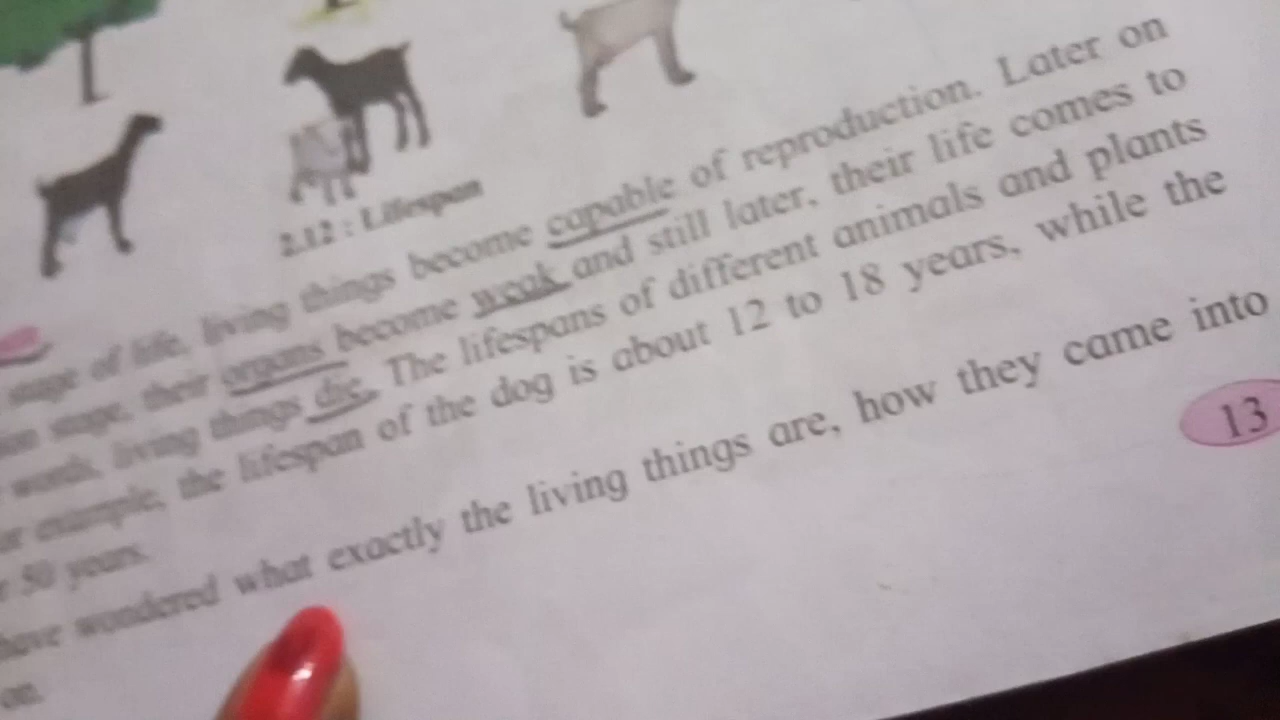 2.12 : Lifespan
stage of life, living things become capable of reproduction. Later on
stage, their organs become weak and still later, their life comes to
words, living things die. The lifespans of different animals and plants
example, the lifespan of the dog is about 12 to 18 years, while the
50 years.
have wondered what exactly the living things are, how they came into
on.
13